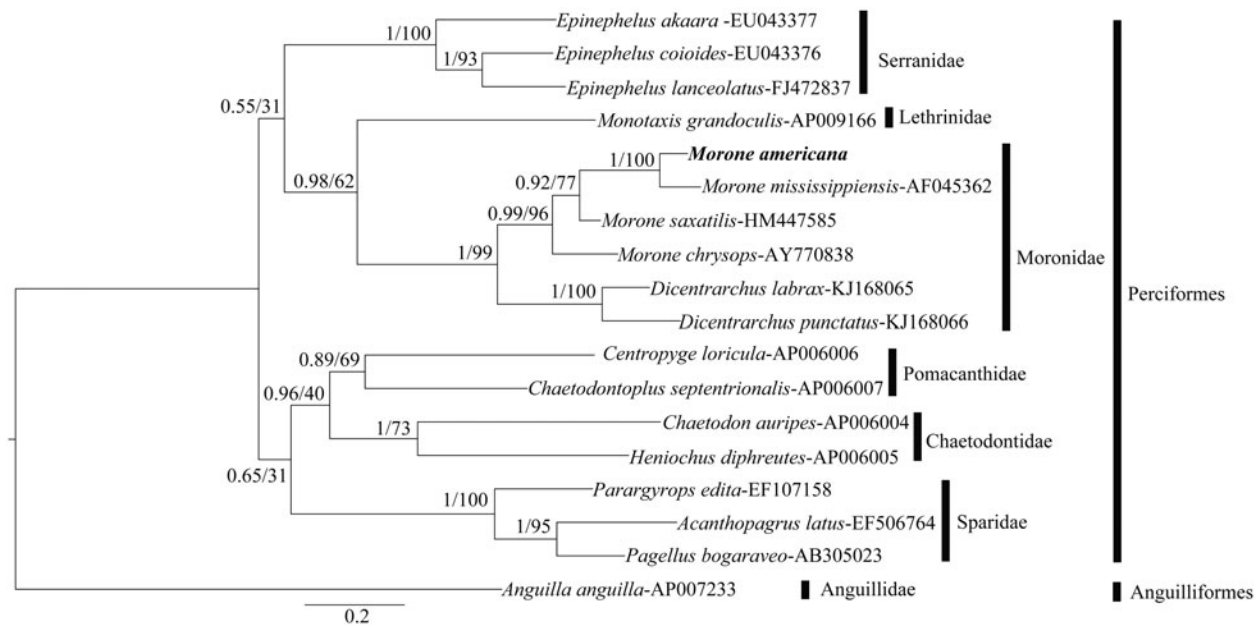 Epinephelus akaara -EU043377
1/100
Epinephelus coioides-EU043376
1/93
Serranidae
Epinephelus lanceolatus-FJ472837
0.55/31
Monotaxis grandoculis-AP009166
Lethrinidae
Morone americana
1/100
0.98/62
Morone mississippiensis-AF045362
0.92/77
Morone saxatilis-HM447585
0.99/96
Morone chrysops-AY770838
1/99
Moronidae
Dicentrarchus labrax-KJ168065
1/100
Perciformes
Dicentrarchus punctatus-KJ168066
Centropyge loricula-AP006006
0.89/69
Pomacanthidae
Chaetodontoplus septentrionalis-AP006007
0.96/40
Chaetodon auripes-AP006004
1/73
Chaetodontidae
Heniochus diphreutes-AP006005
0.65/31
Parargyrops edita-EF107158
1/100
Acanthopagrus latus-EF506764
1/95
Sparidae
Pagellus bogaraveo-AB305023
Anguilla anguilla-AP007233
Anguillidae
Anguilliformes
0.2